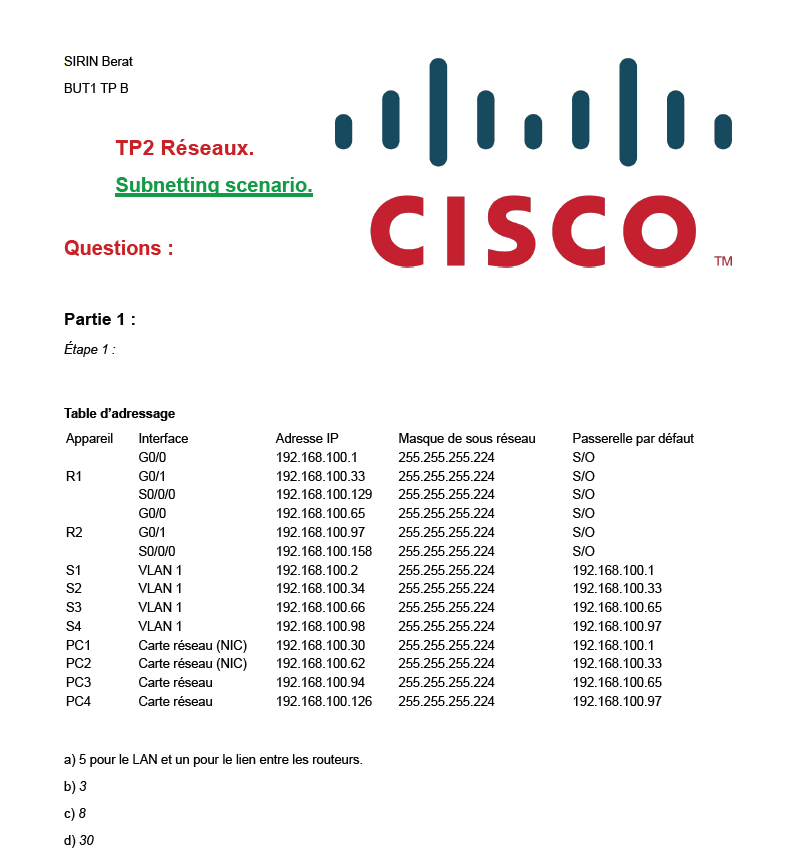 SIRIN Berat
BUT1 TP B
TP2 Réseaux.
Subnetting scenario.
CISCO TM
Questions :
Partie 1 :
Étape 1 :
Table d'adressage
Appareil Interface Adresse IP Masque de sous réseau Passerelle par défaut
G0/0 192.168.100.1 255.255.255.224 S/O
R1 G0/1 192.168.100.33 255.255.255.224 S/O
S0/0/0 192.168.100.129 255.255.255.224 S/O
G0/0 192.168.100.65 255.255.255.224 S/O
R2 G0/1 192.168.100.97 255.255.255.224 S/O
S0/0/0 192.168.100.158 255.255.255.224 S/O
S1 VLAN 1 192.168.100.2 255.255.255.224 192.168.100.1
S2 VLAN 1 192.168.100.34 255.255.255.224 192.168.100.33
S3 VLAN 1 192.168.100.66 255.255.255.224 192.168.100.65
S4 VLAN 1 192.168.100.98 255.255.255.224 192.168.100.97
PC1 Carte réseau (NIC) 192.168.100.30 255.255.255.224 192.168.100.1
PC2 Carte réseau (NIC) 192.168.100.62 255.255.255.224 192.168.100.33
PC3 Carte réseau 192.168.100.94 255.255.255.224 192.168.100.65
PC4 Carte réseau 192.168.100.126 255.255.255.224 192.168.100.97
a) 5 pour le LAN et un pour le lien entre les routeurs.
b) 3
c) 8
d) 30